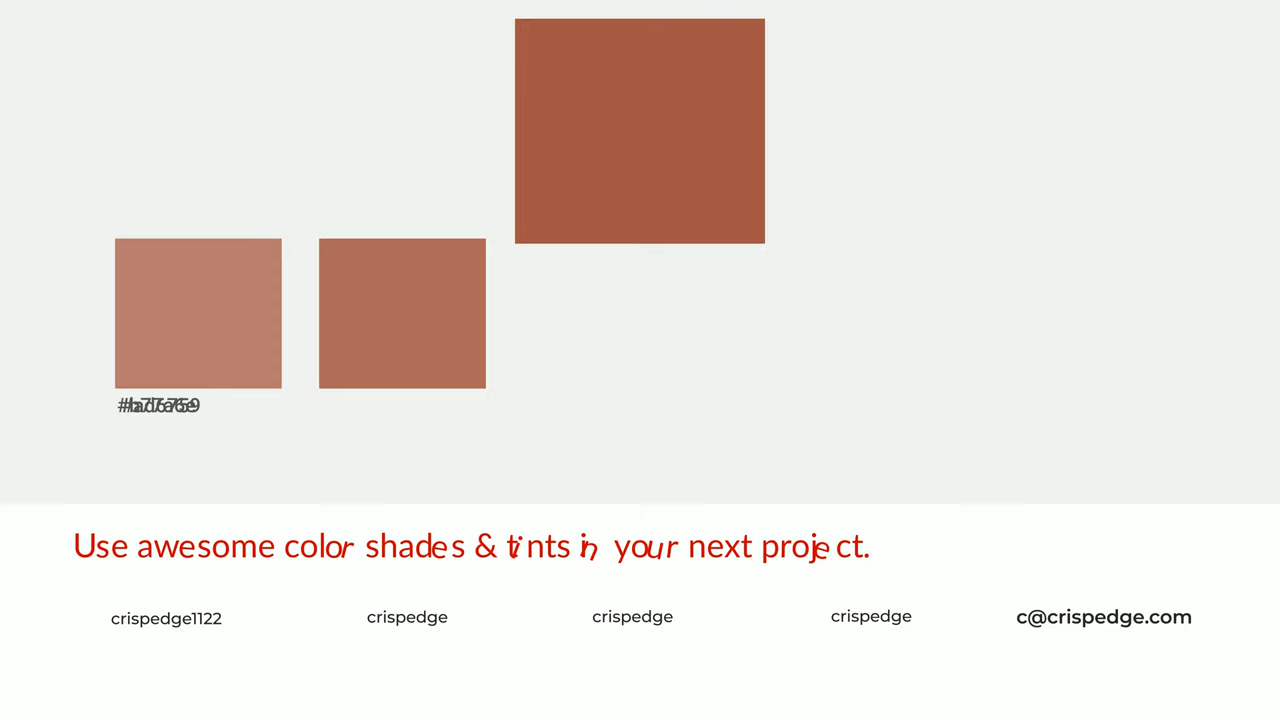 Use awesome color shades & tints in your next project.
crispedge1122 crispedge crispedge crispedge c@crispedge.com